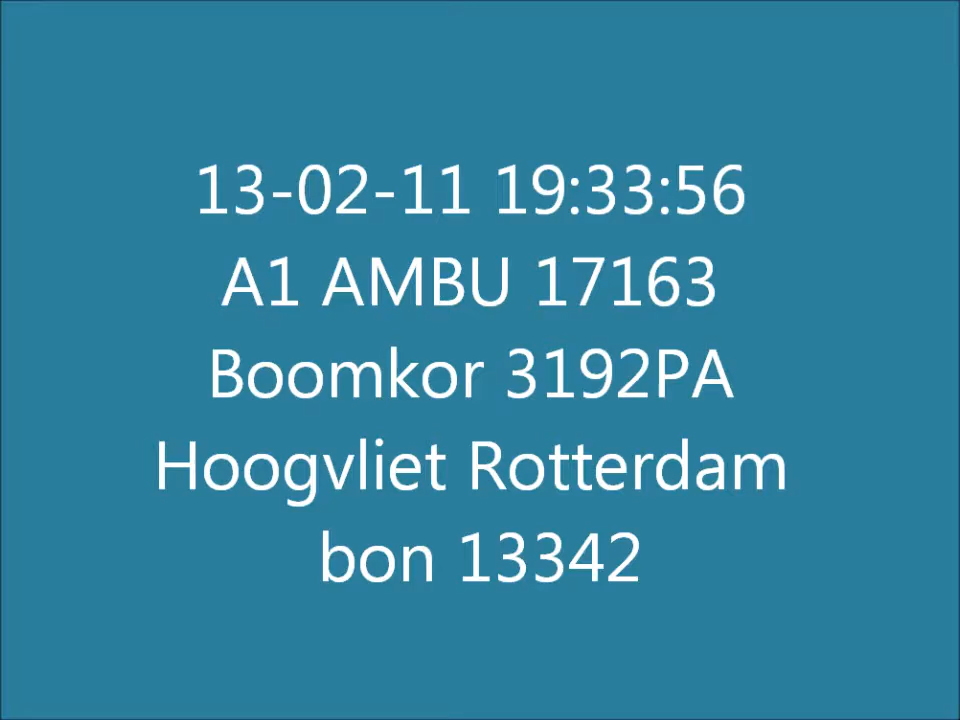 13-02-11 19:33:56
A1 AMBU 17163
Boomkor 3192PA
Hoogvliet Rotterdam
bon 13342